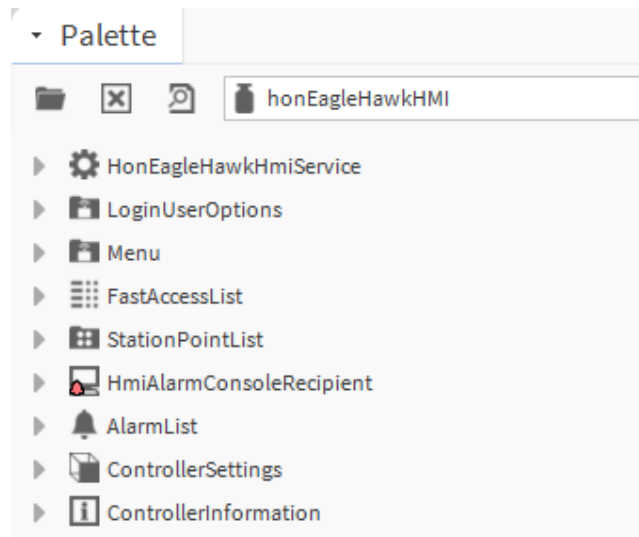 Palette
honEagleHawkHMI
HonEagleHawkHmiService
LoginUserOptions
Menu
FastAccessList
StationPointList
HmiAlarmConsoleRecipient
AlarmList
ControllerSettings
ControllerInformation